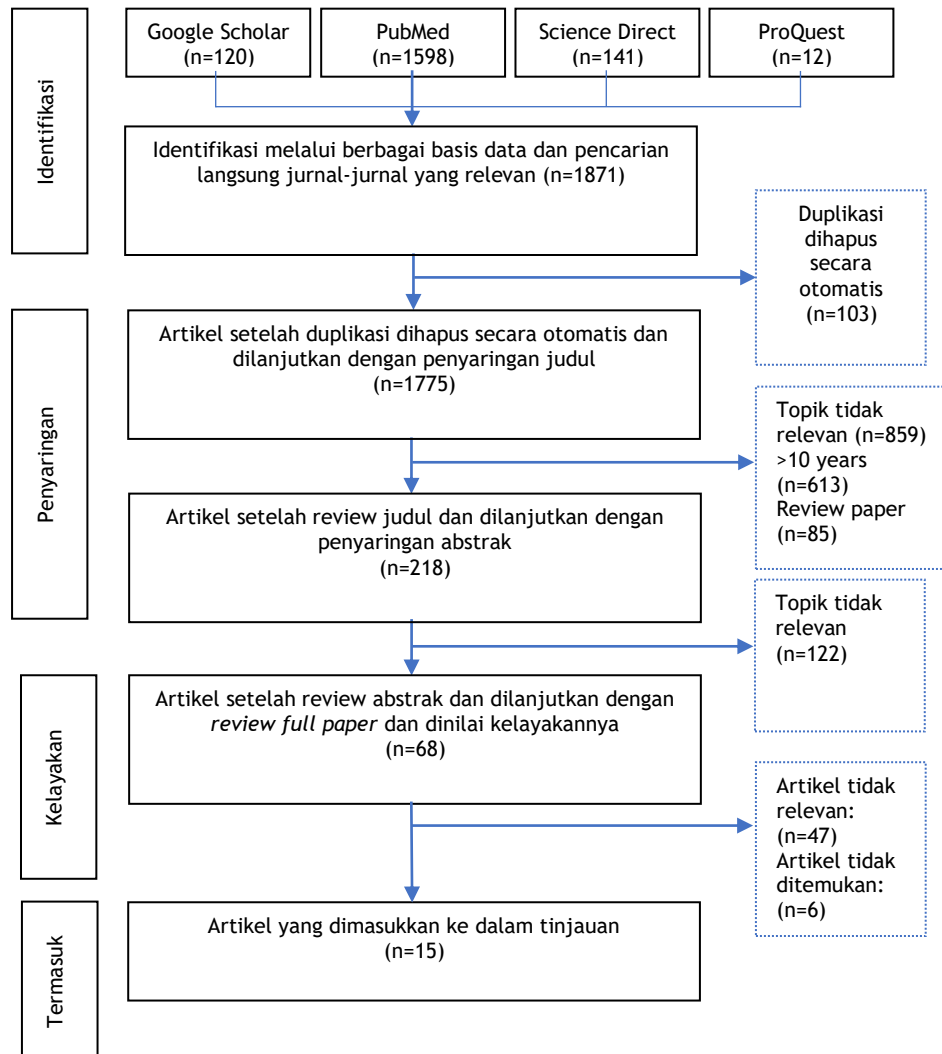 Google Scholar
(n=120)
PubMed
(n=1598)
Science Direct
(n=141)
ProQuest
(n=12)
Identifikasi
Identifikasi melalui berbagai basis data dan pencarian
langsung jurnal-jurnal yang relevan (n=1871)
Duplikasi
dihapus
secara
otomatis
(n=103)
Penyaringan
Artikel setelah duplikasi dihapus secara otomatis dan
dilanjutkan dengan penyaringan judul
(n=1775)
Topik tidak
relevan (n=859)
>10 years
(n=613)
Review paper
(n=85)
Artikel setelah review judul dan dilanjutkan dengan
penyaringan abstrak
(n=218)
Topik tidak
relevan
(n=122)
Kelayakan
Artikel setelah review abstrak dan dilanjutkan dengan
review full paper dan dinilai kelayakannya
(n=68)
Artikel tidak
relevan:
(n=47)
Artikel tidak
ditemukan:
(n=6)
Termasuk
Artikel yang dimasukkan ke dalam tinjauan
(n=15)